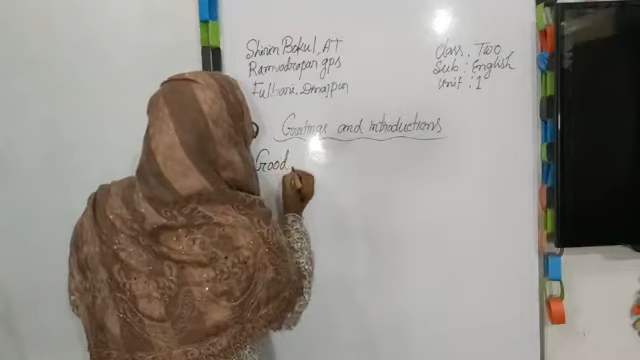 Shirin Bokul, AT
Ramvadrapur gps
Fulbari, Dinajpur
Class : Two
Sub : English
Unit : 1
Greetings and introductions
Good